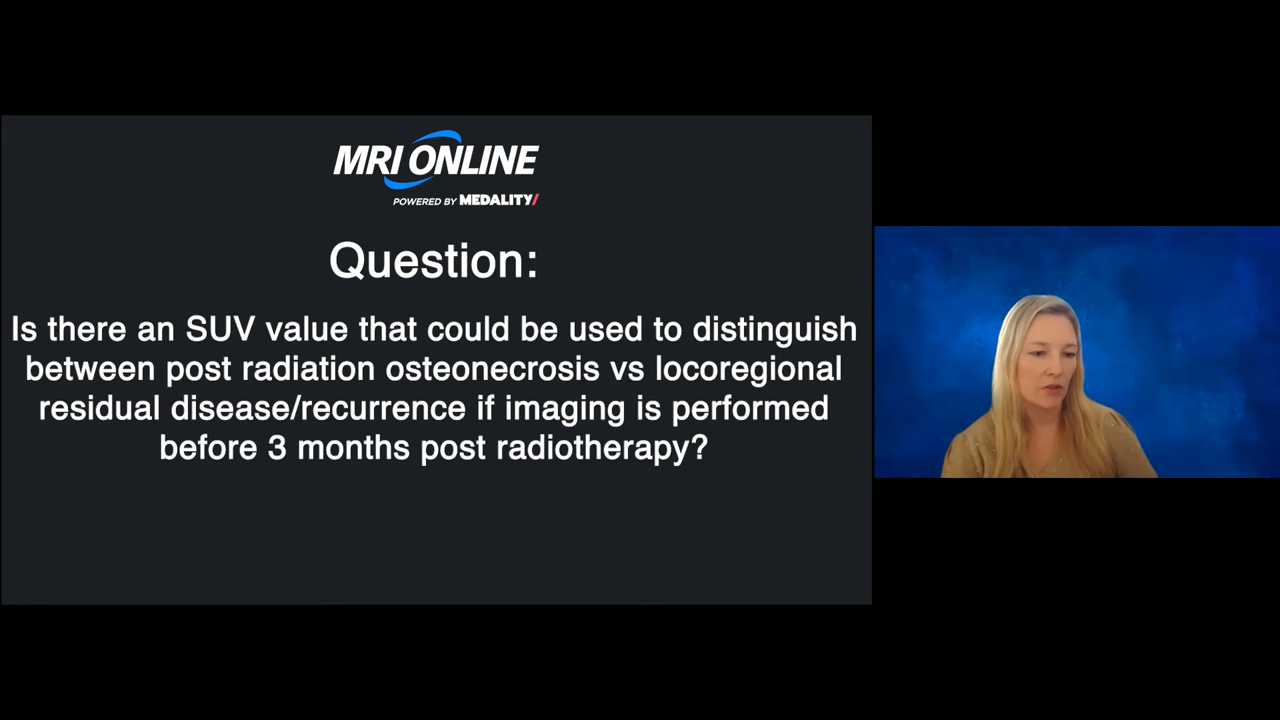 MRI ONLINE
POWERED BY MEDALITY/
Question:
Is there an SUV value that could be used to distinguish
between post radiation osteonecrosis vs locoregional
residual disease/recurrence if imaging is performed
before 3 months post radiotherapy?